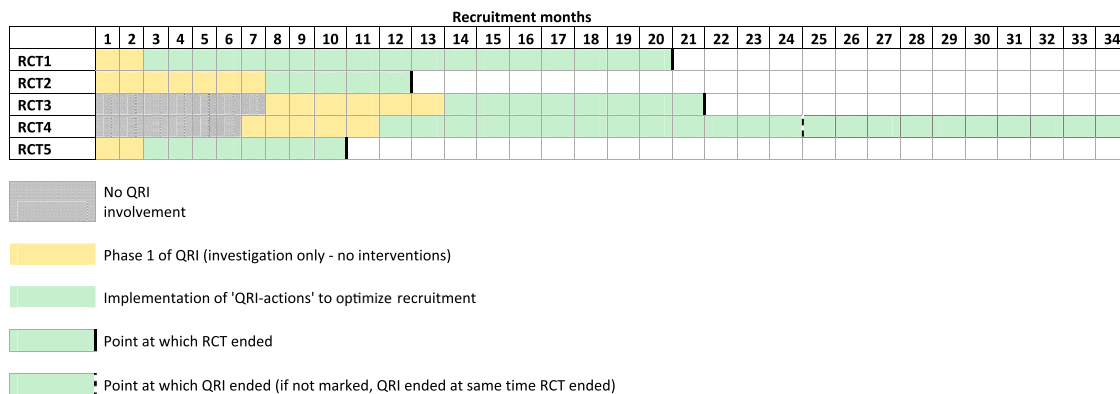 Recruitment months
1 2 3 4 5 6 7 8 9 10 11 12 13 14 15 16 17 18 19 20 21 22 23 24 25 26 27 28 29 30 31 32 33 34
RCT1
RCT2
RCT3
RCT4
RCT5
No QRI
involvement
Phase 1 of QRI (investigation only - no interventions)
Implementation of 'QRI-actions' to optimize recruitment
Point at which RCT ended
Point at which QRI ended (if not marked, QRI ended at same time RCT ended)